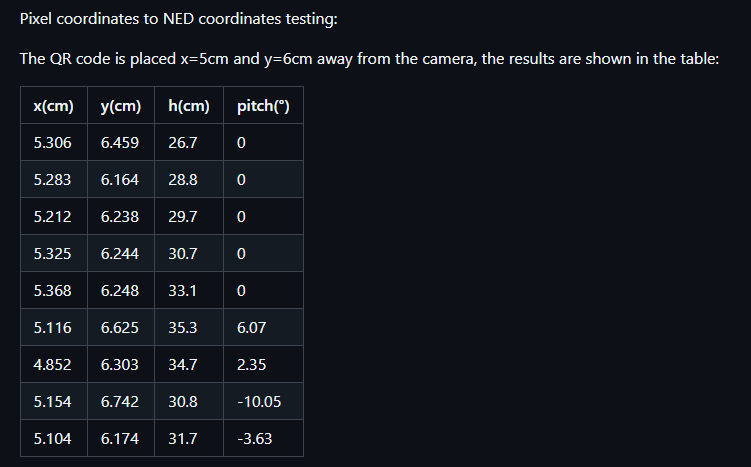 Pixel coordinates to NED coordinates testing:
The QR code is placed x=5cm and y=6cm away from the camera, the results are shown in the table:
x(cm) y(cm) h(cm) pitch(°)
5.306 6.459 26.7 0
5.283 6.164 28.8 0
5.212 6.238 29.7 0
5.325 6.244 30.7 0
5.368 6.248 33.1 0
5.116 6.625 35.3 6.07
4.852 6.303 34.7 2.35
5.154 6.742 30.8 -10.05
5.104 6.174 31.7 -3.63